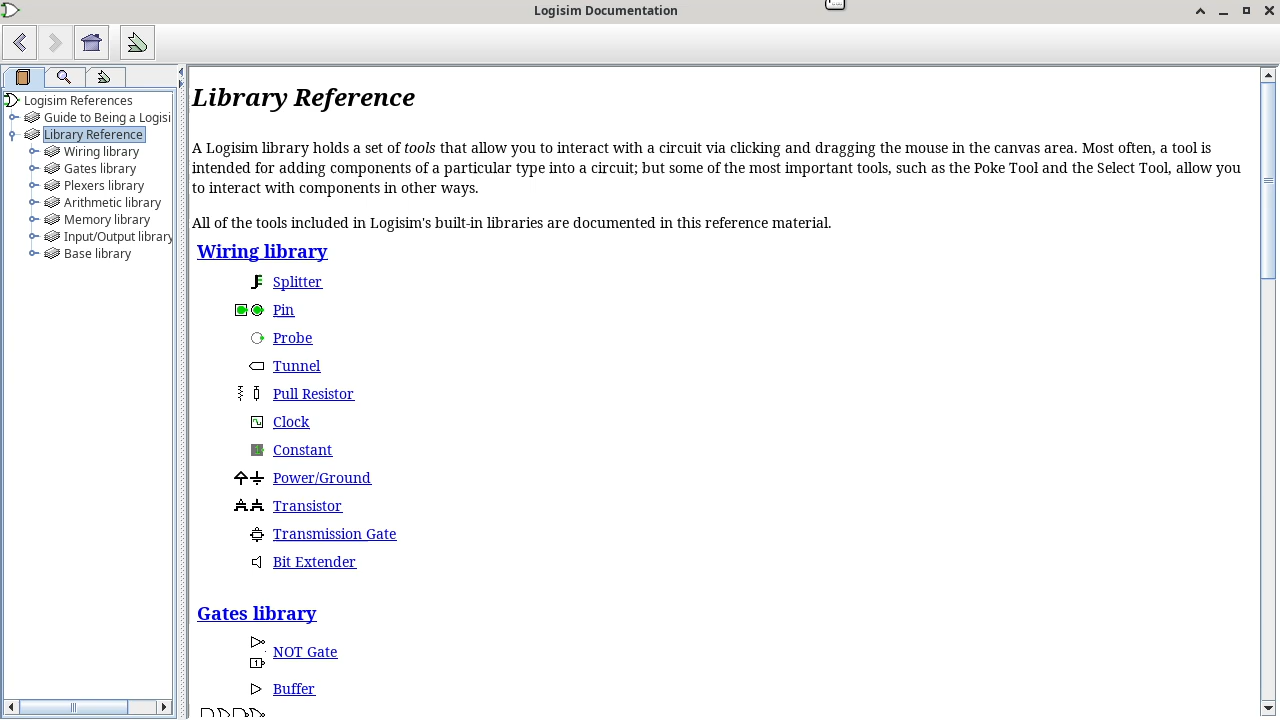 Logisim Documentation
Logisim References
Guide to Being a Logisi
Library Reference
Wiring library
Gates library
Plexers library
Arithmetic library
Memory library
Input/Output library
Base library
Library Reference
A Logisim library holds a set of tools that allow you to interact with a circuit via clicking and dragging the mouse in the canvas area. Most often, a tool is
intended for adding components of a particular type into a circuit; but some of the most important tools, such as the Poke Tool and the Select Tool, allow you
to interact with components in other ways.
All of the tools included in Logisim's built-in libraries are documented in this reference material.
Wiring library
Splitter
Pin
Probe
Tunnel
Pull Resistor
Clock
Constant
Power/Ground
Transistor
Transmission Gate
Bit Extender
Gates library
NOT Gate
Buffer